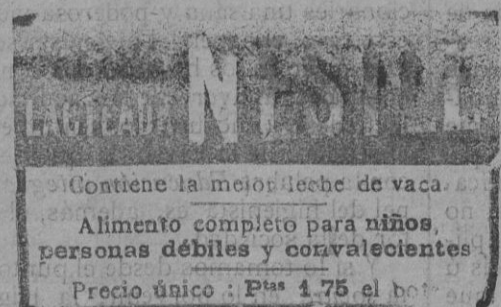 LACTEADA NESTLÉ
Contiene la mejor leche de vaca.
Alimento completo para niños,
personas débiles y convalecientes
Precio único : Ptas 1.75 el bote